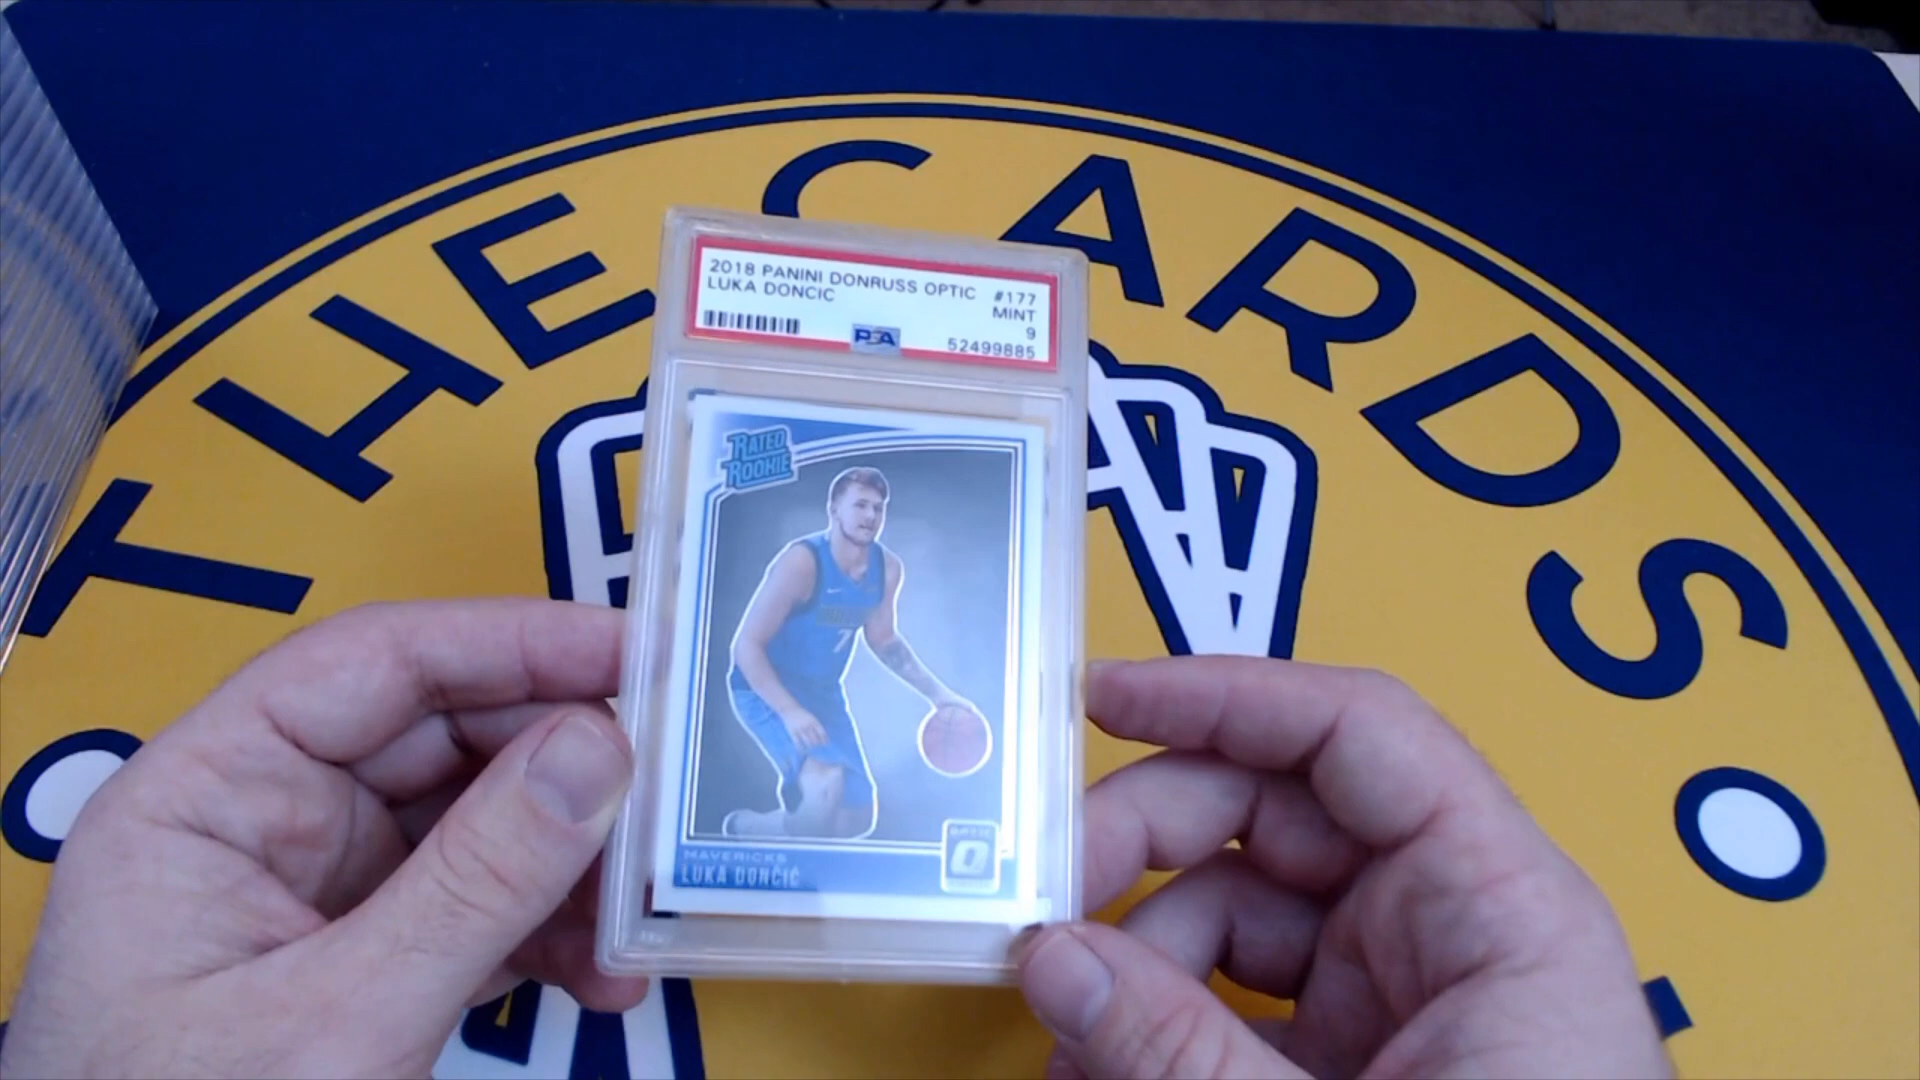 THE CARDS
2018 PANINI DONRUSS OPTIC #177
LUKA DONCIC MINT
9
PSA 52499885
RATED
ROOKIE
7
OPTIC
O
MAVERICKS
LUKA DONČIĆ